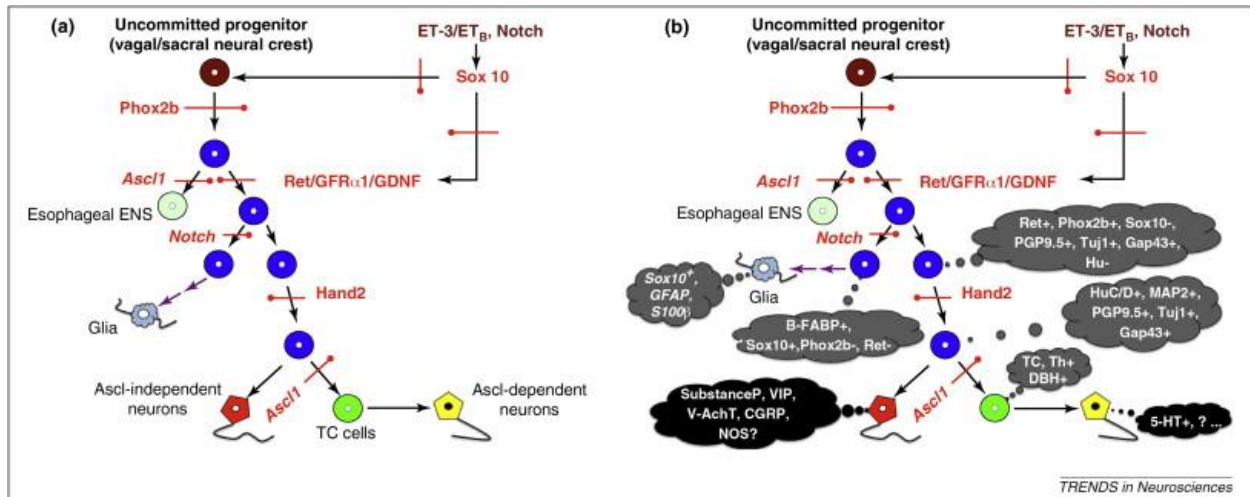 (a)
Uncommitted progenitor
(vagal/sacral neural crest)
ET-3/ETB, Notch
Sox 10
Phox2b
Ascl1
Ret/GFRα1/GDNF
Esophageal ENS
Notch
Hand2
Glia
Ascl-independent
neurons
Ascl1
TC cells
Ascl-dependent
neurons
(b)
Uncommitted progenitor
(vagal/sacral neural crest)
ET-3/ETB, Notch
Sox 10
Phox2b
Ascl1
Ret/GFRα1/GDNF
Esophageal ENS
Notch
Ret+, Phox2b+, Sox10-,
PGP9.5+, Tuj1+, Gap43+,
Hu-
Sox10+,
GFAP,
S100β
Glia
Hand2
HuC/D+, MAP2+,
PGP9.5+, Tuj1+,
Gap43+
B-FABP+,
Sox10+,Phox2b-, Ret-
TC, Th+
DBH+
SubstanceP, VIP,
V-AchT, CGRP,
NOS?
Ascl1
5-HT+, ? ...
TRENDS in Neurosciences